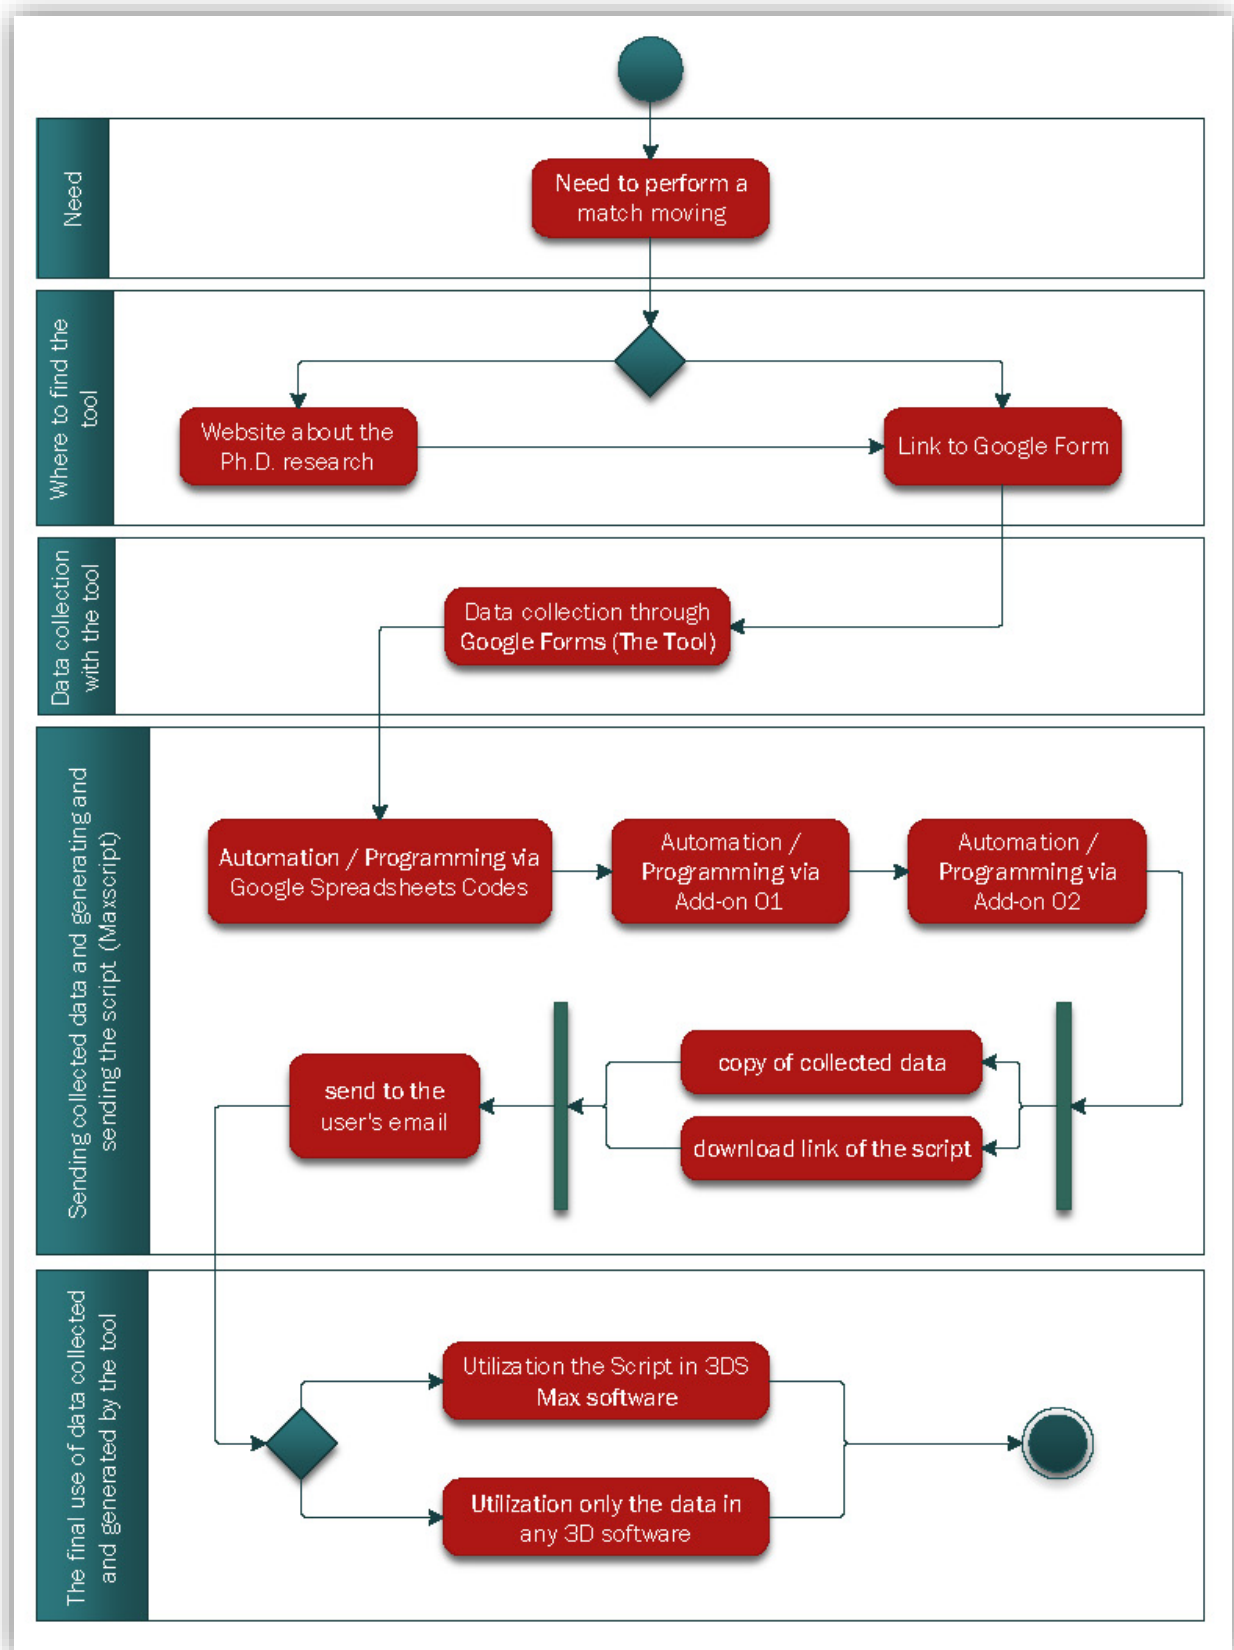 Need
Need to perform a
match moving
Where to find the
tool
Website about the
Ph.D. research
Link to Google Form
Data collection
with the tool
Data collection through
Google Forms (The Tool)
Sending collected data and generating and
sending the script (Maxscript)
Automation / Programming via
Google Spreadsheets Codes
Automation /
Programming via
Add-on 01
Automation /
Programming via
Add-on 02
copy of collected data
download link of the script
send to the
user's email
The final use of data collected
and generated by the tool
Utilization the Script in 3DS
Max software
Utilization only the data in
any 3D software